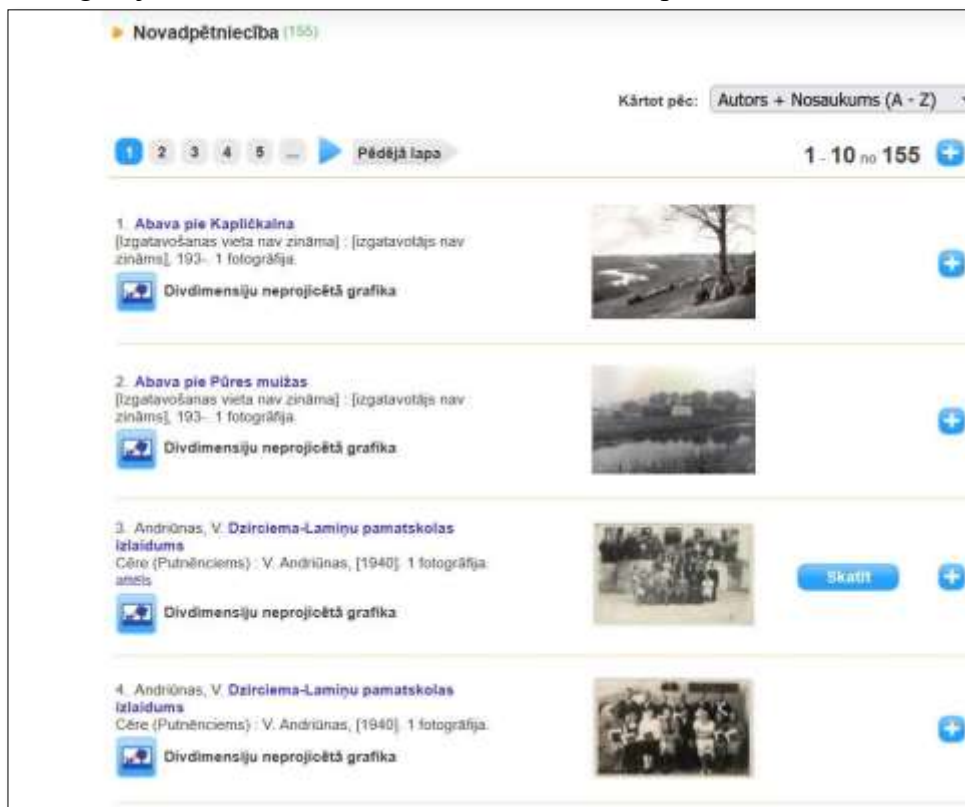 Novadpētniecība (155)
Kārtot pēc: Autors + Nosaukums (A - Z)
1 2 3 4 5 ... Pēdējā lapa 1 - 10 no 155
1. Abava pie Kapličkalna
[Izgatavošanas vieta nav zināma] : [izgatavotājs nav
zināms], 193-. 1 fotogrāfija.
Divdimensiju neprojicētā grafika
2. Abava pie Pūres muižas
[Izgatavošanas vieta nav zināma] : [izgatavotājs nav
zināms], 193-. 1 fotogrāfija.
Divdimensiju neprojicētā grafika
3. Andriūnas, V. Dzirciema-Lamiņu pamatskolas
izlaidums
Cēre (Putnēnciems) : V. Andriūnas, [1940]. 1 fotogrāfija.
attēls
Skatīt
Divdimensiju neprojicētā grafika
4. Andriūnas, V. Dzirciema-Lamiņu pamatskolas
izlaidums
Cēre (Putnēnciems) : V. Andriūnas, [1940]. 1 fotogrāfija.
Divdimensiju neprojicētā grafika